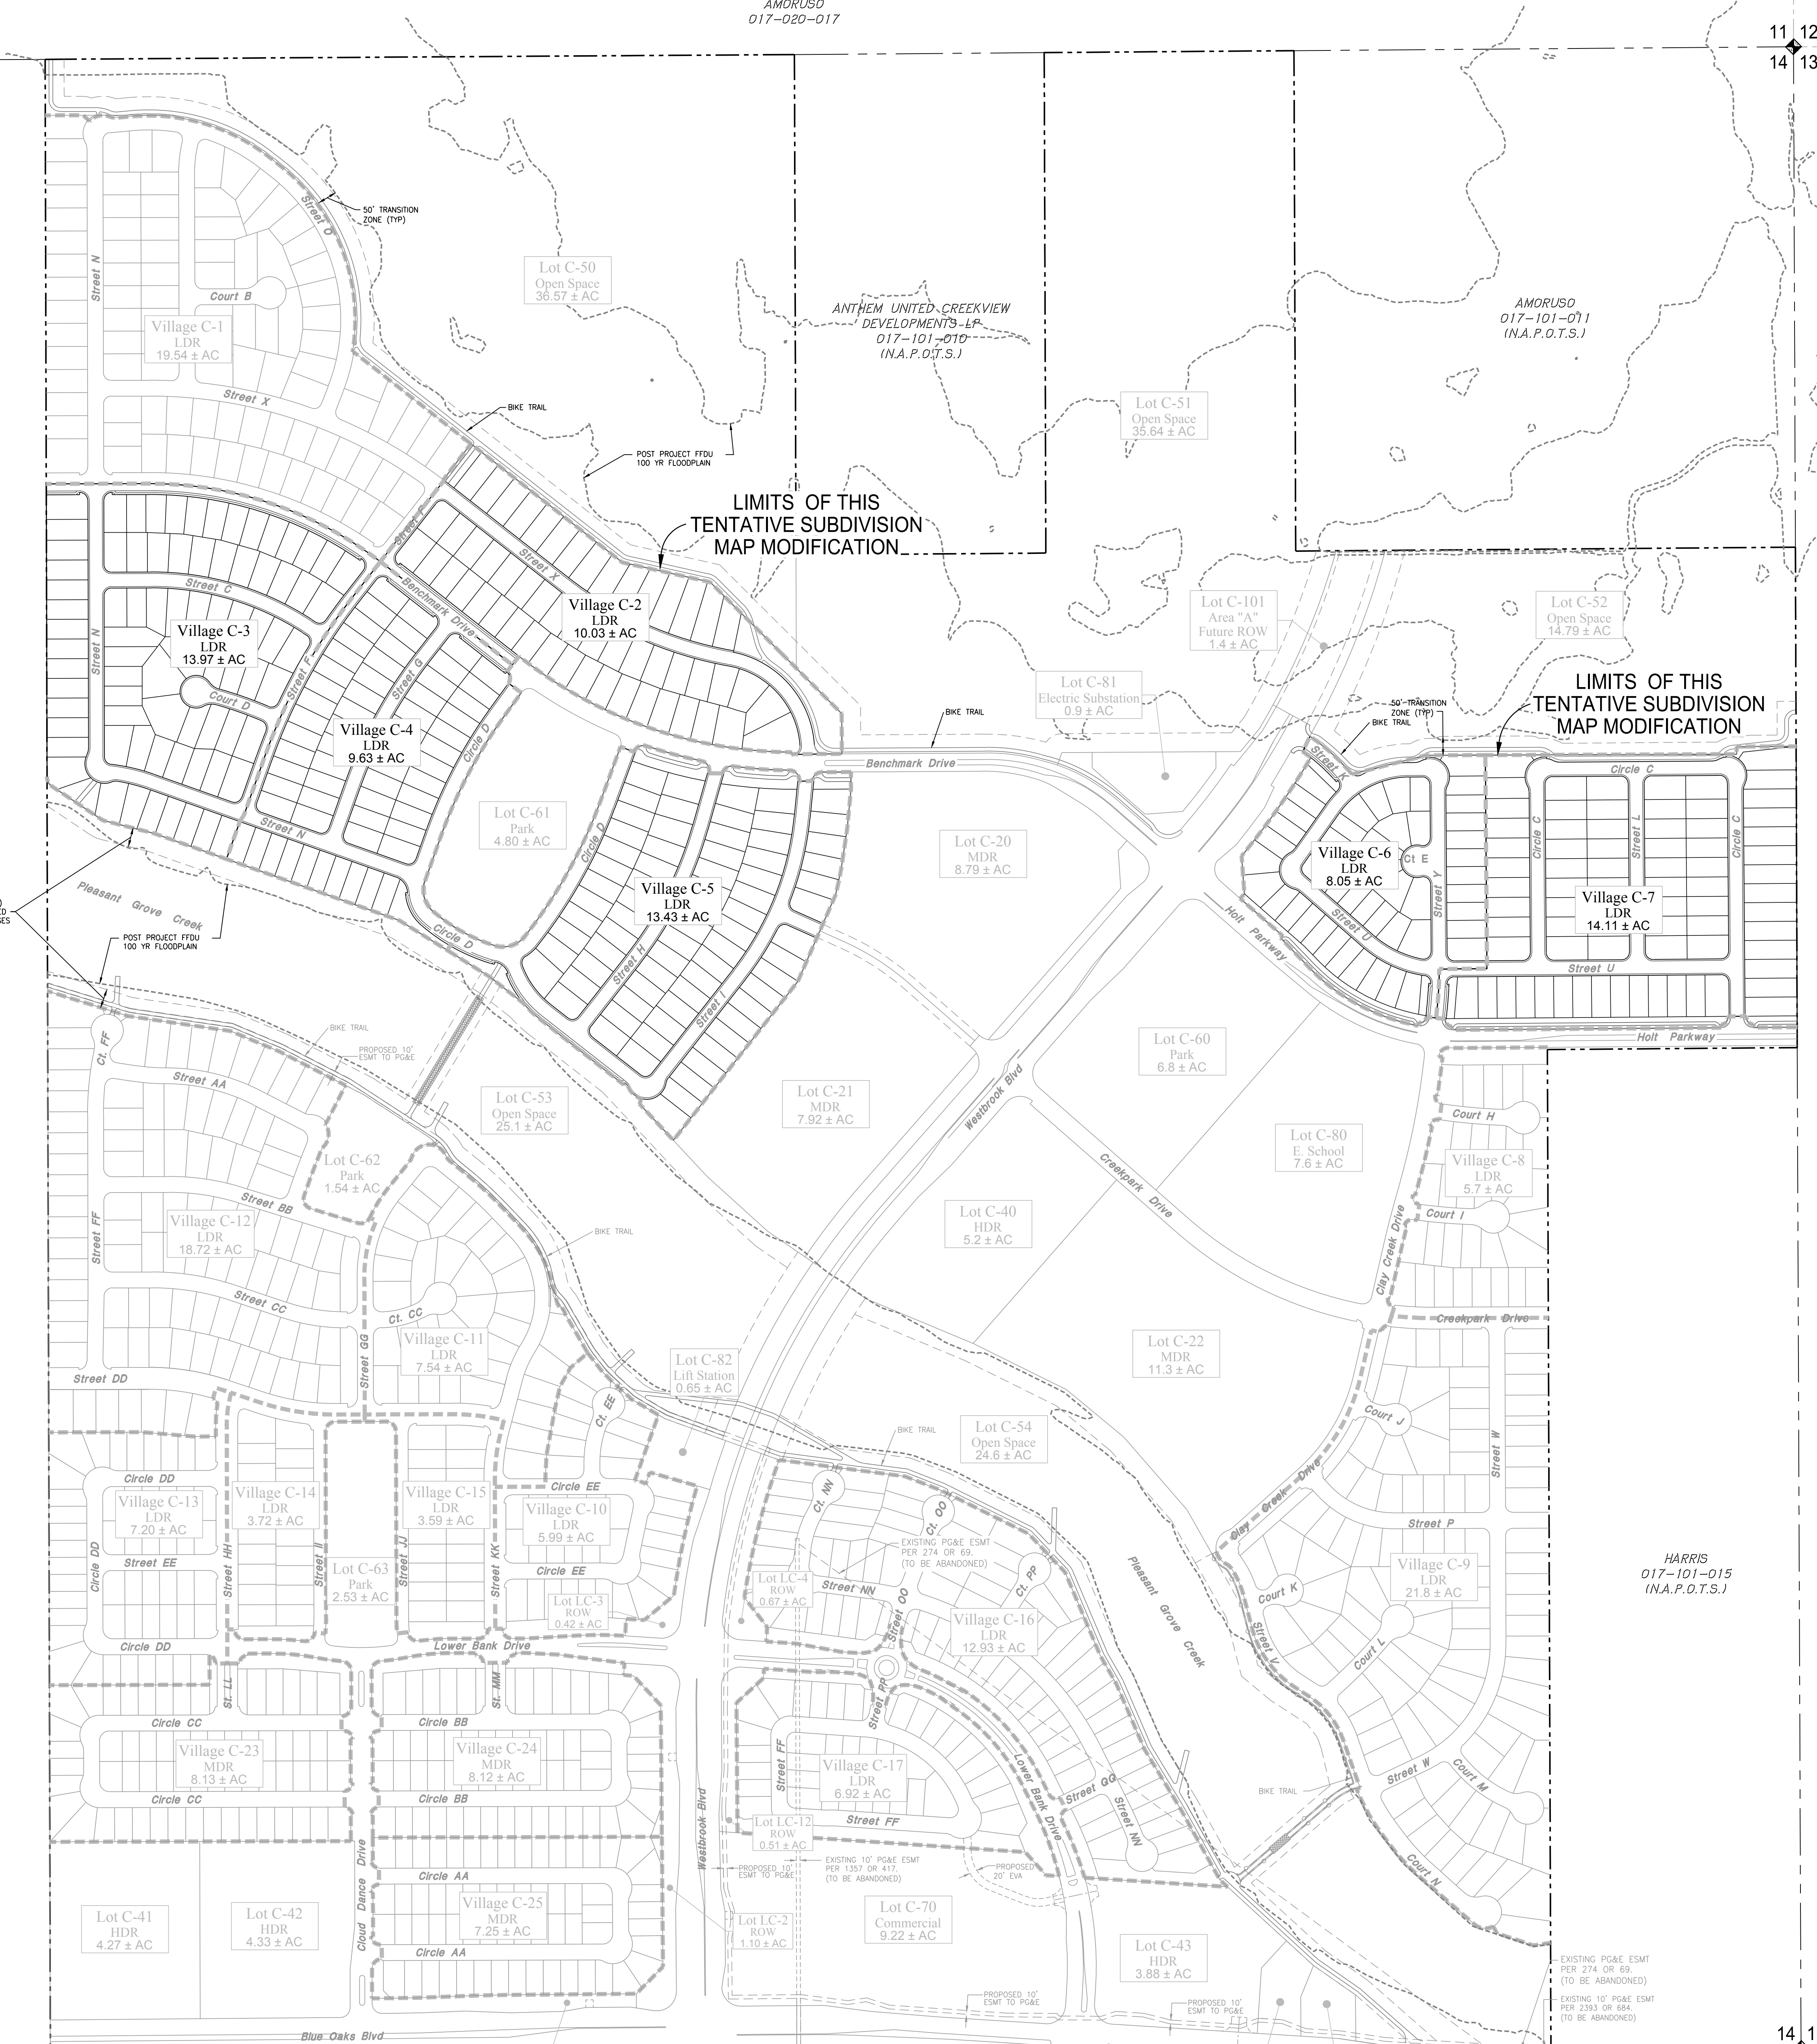 AMORUSO
017-020-017
11 12
14 13
50' TRANSITION
ZONE (TYP)
Street O
Street N
Court B
Village C-1
LDR
19.54 ± AC
Street X
Lot C-50
Open Space
36.57 ± AC
ANTHEM UNITED CREEKVIEW
DEVELOPMENTS LP
017-101-010
(N.A.P.O.T.S.)
AMORUSO
017-101-011
(N.A.P.O.T.S.)
Lot C-51
Open Space
35.64 ± AC
BIKE TRAIL
POST PROJECT FFDU
100 YR FLOODPLAIN
LIMITS OF THIS
TENTATIVE SUBDIVISION
MAP MODIFICATION
Street F
Street X
Benchmark Drive
Village C-2
LDR
10.03 ± AC
Street C
Village C-3
LDR
13.97 ± AC
Street N
Court D
Street F
Street G
Village C-4
LDR
9.63 ± AC
Circle D
Street N
Lot C-101
Area "A"
Future ROW
1.4 ± AC
Lot C-52
Open Space
14.79 ± AC
Lot C-81
Electric Substation
0.9 ± AC
LIMITS OF THIS
TENTATIVE SUBDIVISION
MAP MODIFICATION
50' TRANSITION
ZONE (TYP)
BIKE TRAIL
BIKE TRAIL
Benchmark Drive
Street K
Circle C
Lot C-61
Park
4.80 ± AC
Circle D
Lot C-20
MDR
8.79 ± AC
Village C-6
LDR
8.05 ± AC
Ct E
Street Y
Circle C
Street L
Circle C
Village C-7
LDR
14.11 ± AC
Village C-5
LDR
13.43 ± AC
Street U
Street U
Holt Parkway
Holt Parkway
Pleasant Grove Creek
POST PROJECT FFDU
100 YR FLOODPLAIN
Circle D
Street H
Street I
BIKE TRAIL
PROPOSED 10'
ESMT TO PG&E
Ct. FF
Street AA
Lot C-53
Open Space
25.1 ± AC
Lot C-21
MDR
7.92 ± AC
Westbrook Blvd
Lot C-60
Park
6.8 ± AC
Lot C-80
E. School
7.6 ± AC
Court H
Village C-8
LDR
5.7 ± AC
Court I
Creekpark Drive
Clay Creek Drive
Lot C-62
Park
1.54 ± AC
Street BB
Village C-12
LDR
18.72 ± AC
Street FF
BIKE TRAIL
Lot C-40
HDR
5.2 ± AC
Street CC
Ct. CC
Village C-11
LDR
7.54 ± AC
Street GG
Creekpark Drive
Lot C-22
MDR
11.3 ± AC
Street DD
Lot C-82
Lift Station
0.65 ± AC
Ct. EE
Court J
Street W
Lot C-54
Open Space
24.6 ± AC
BIKE TRAIL
Circle DD
Village C-13
LDR
7.20 ± AC
Village C-14
LDR
3.72 ± AC
Village C-15
LDR
3.59 ± AC
Circle EE
Village C-10
LDR
5.99 ± AC
Ct. NN
Ct. OO
Clay Creek Drive
Street P
EXISTING PG&E ESMT
PER 274 OR 69.
(TO BE ABANDONED)
Street EE
Circle DD
Street HH
Street II
Lot C-63
Park
2.53 ± AC
Street JJ
Street KK
Circle EE
Lot LC-3
ROW
0.42 ± AC
Lot LC-4
ROW
0.67 ± AC
Street NN
Street OO
Ct. PP
Village C-16
LDR
12.93 ± AC
Pleasant Grove Creek
Village C-9
LDR
21.8 ± AC
Court K
Court L
Street V
HARRIS
017-101-015
(N.A.P.O.T.S.)
Circle DD
Lower Bank Drive
St. LL
St. MM
Street PP
Circle CC
Circle BB
Village C-23
MDR
8.13 ± AC
Village C-24
MDR
8.12 ± AC
Circle CC
Circle BB
Westbrook Blvd
Street FF
Village C-17
LDR
6.92 ± AC
Street FF
Lower Bank Drive
Street GG
Street NN
Street W
Court M
BIKE TRAIL
Court N
Lot LC-12
ROW
0.51 ± AC
PROPOSED 10'
ESMT TO PG&E
EXISTING 10' PG&E ESMT
PER 1357 OR 417.
(TO BE ABANDONED)
PROPOSED
20' EVA
Cloud Dance Drive
Circle AA
Village C-25
MDR
7.25 ± AC
Circle AA
Lot C-41
HDR
4.27 ± AC
Lot C-42
HDR
4.33 ± AC
Lot LC-2
ROW
1.10 ± AC
Lot C-70
Commercial
9.22 ± AC
Lot C-43
HDR
3.88 ± AC
EXISTING PG&E ESMT
PER 274 OR 69.
(TO BE ABANDONED)
EXISTING 10' PG&E ESMT
PER 2393 OR 684.
(TO BE ABANDONED)
PROPOSED 10'
ESMT TO PG&E
PROPOSED 10'
ESMT TO PG&E
Blue Oaks Blvd
14